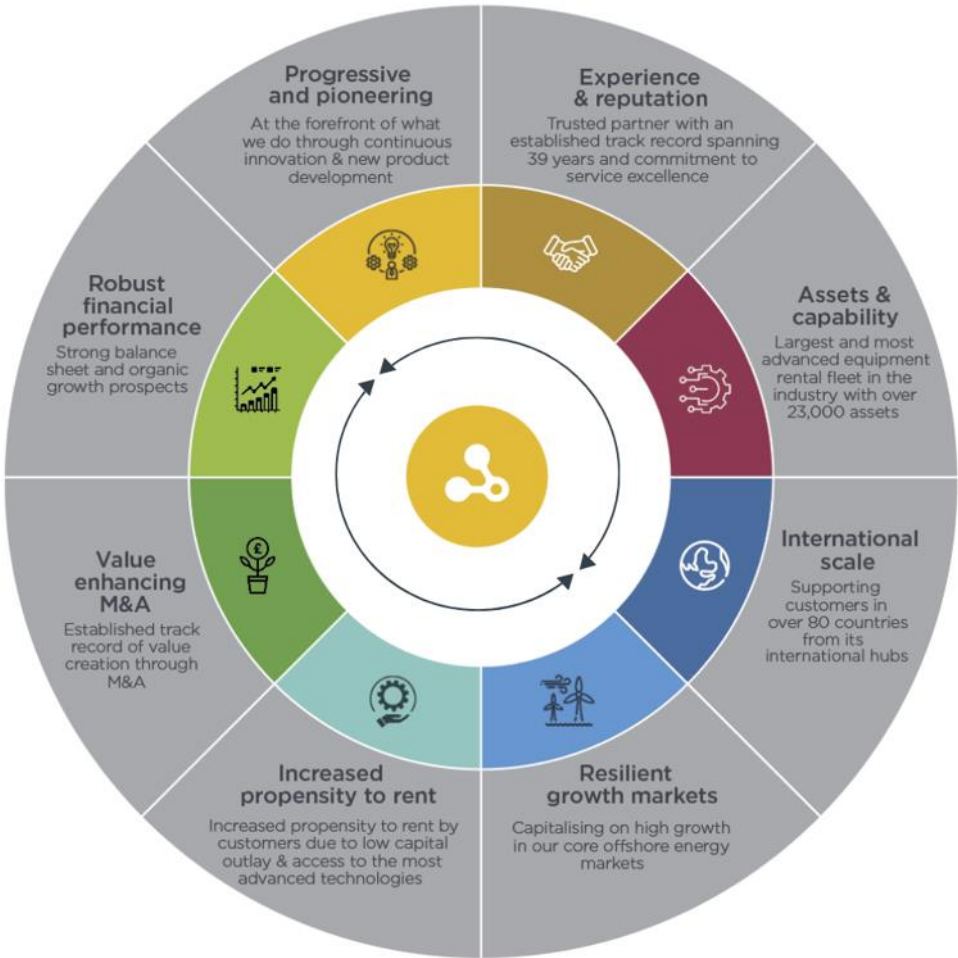 Progressive
and pioneering
At the forefront of what
we do through continuous
innovation & new product
development
Experience
& reputation
Trusted partner with an
established track record spanning
39 years and commitment to
service excellence
Assets &
capability
Largest and most
advanced equipment
rental fleet in the
industry with over
23,000 assets
International
scale
Supporting
customers in
over 80 countries
from its
international hubs
Resilient
growth markets
Capitalising on high growth
in our core offshore energy
markets
Increased
propensity to rent
Increased propensity to rent by
customers due to low capital
outlay & access to the most
advanced technologies
Value
enhancing
M&A
Established track
record of value
creation through
M&A
£
Robust
financial
performance
Strong balance
sheet and organic
growth prospects